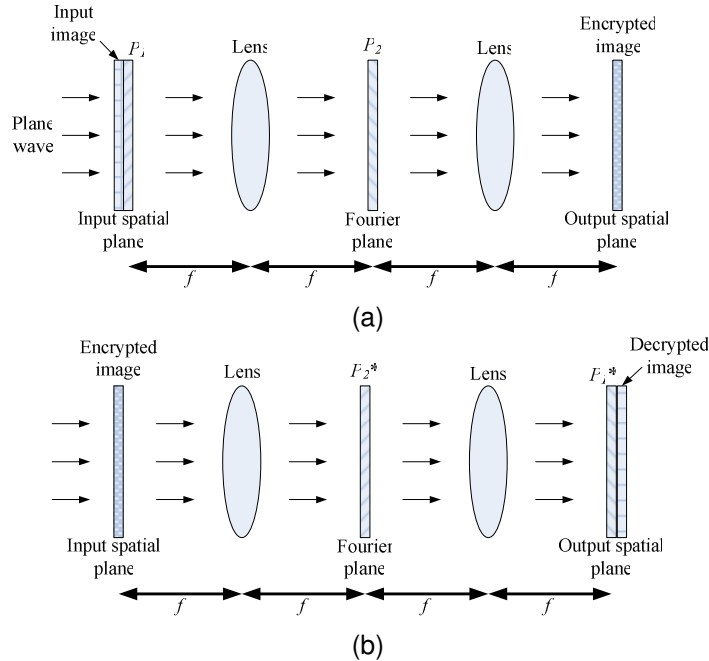 Input
image
P1
Lens
P2
Lens
Encrypted
image
Plane
wave
Input spatial
plane
Fourier
plane
Output spatial
plane
f
f
f
f
(a)
Encrypted
image
Lens
P2*
Lens
P1*
Decrypted
image
Input spatial
plane
Fourier
plane
Output spatial
plane
f
f
f
f
(b)